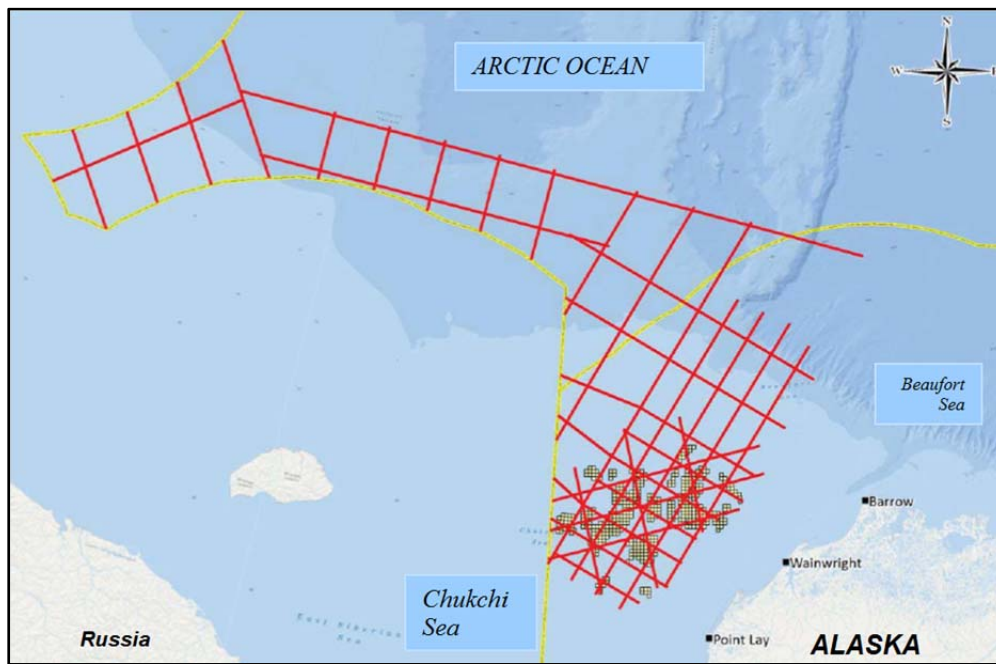 ARCTIC OCEAN
N
W
E
S
Beaufort
Sea
Barrow
Wainwright
Chukchi
Sea
Point Lay
Russia
ALASKA